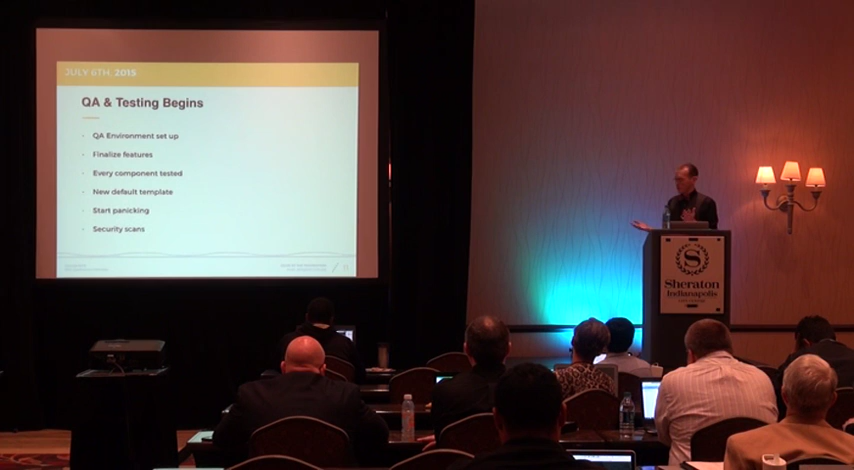 JULY 6TH, 2015
QA & Testing Begins
QA Environment set up
Finalize features
Every component tested
New default template
Start panicking
Security scans
S
Sheraton
Indianapolis